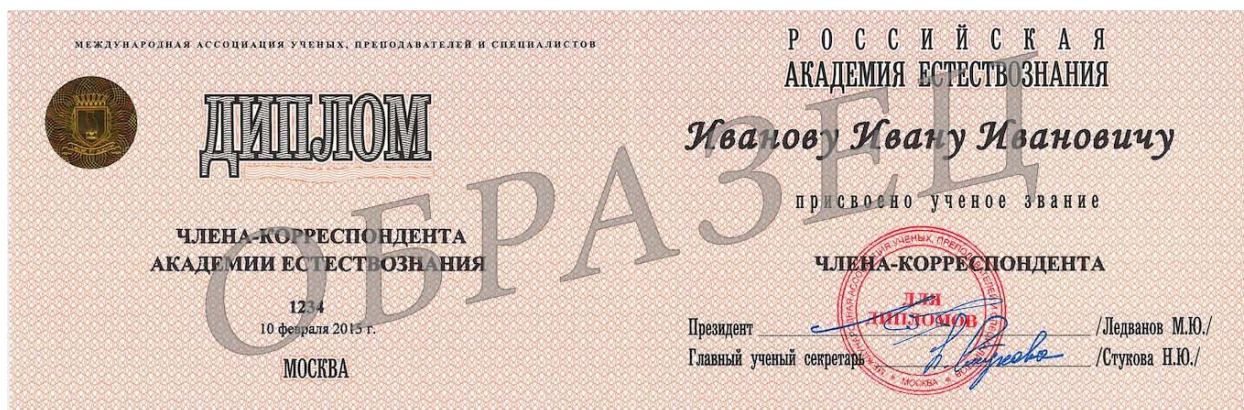 МЕЖДУНАРОДНАЯ АССОЦИАЦИЯ УЧЕНЫХ, ПРЕПОДАВАТЕЛЕЙ И СПЕЦИАЛИСТОВ
ДИПЛОМ
ЧЛЕНА-КОРРЕСПОНДЕНТА
АКАДЕМИИ ЕСТЕСТВОЗНАНИЯ
1234
10 февраля 2015 г.
МОСКВА
РОССИЙСКАЯ
АКАДЕМИЯ ЕСТЕСТВОЗНАНИЯ
Иванову Ивану Ивановичу
присвоено ученое звание
ЧЛЕНА-КОРРЕСПОНДЕНТА
ДЛЯ
ДИПЛОМОВ
МОСКВА
Президент /Ледванов М.Ю./
Главный ученый секретарь /Стукова Н.Ю./
ОБРАЗЕЦ